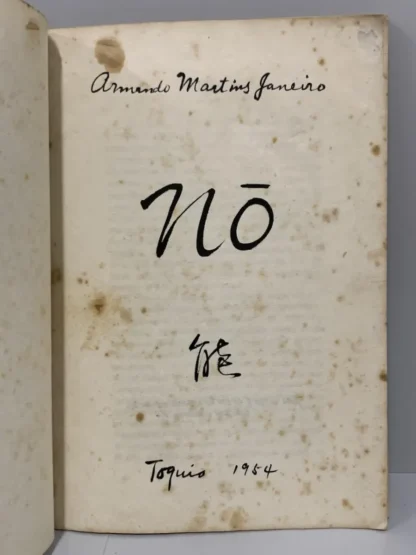 Armando Martins Janeiro
Nō
能
Toquio 1954